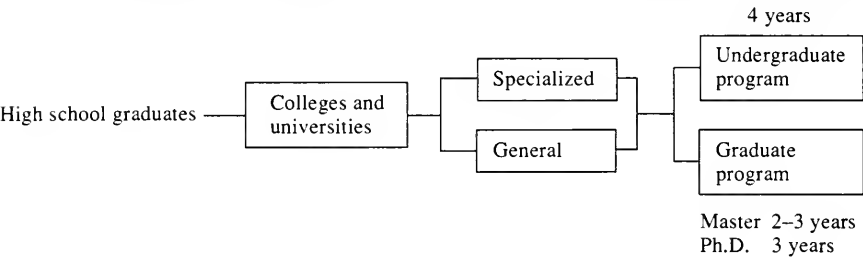 4 years
Undergraduate
program
Specialized
High school graduates
Colleges and
universities
General
Graduate
program
Master 2–3 years
Ph.D. 3 years